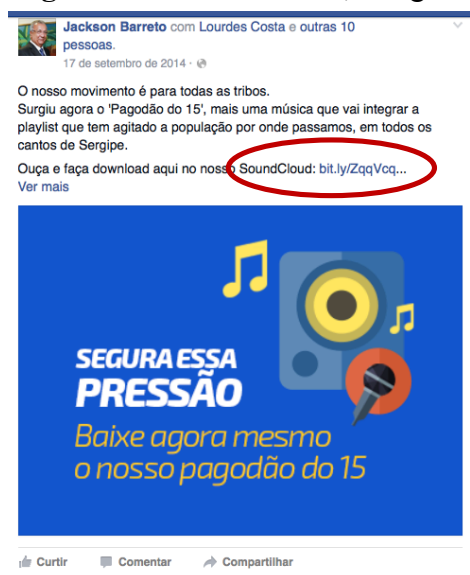 Jackson Barreto com Lourdes Costa e outras 10
pessoas.
17 de setembro de 2014 ·
O nosso movimento é para todas as tribos.
Surgiu agora o 'Pagodão do 15', mais uma música que vai integrar a
playlist que tem agitado a população por onde passamos, em todos os
cantos de Sergipe.
Ouça e faça download aqui no nosso SoundCloud: bit.ly/ZqqVcq...
Ver mais
SEGURA ESSA
PRESSÃO
Baixe agora mesmo
o nosso pagodão do 15
Curtir Comentar Compartilhar